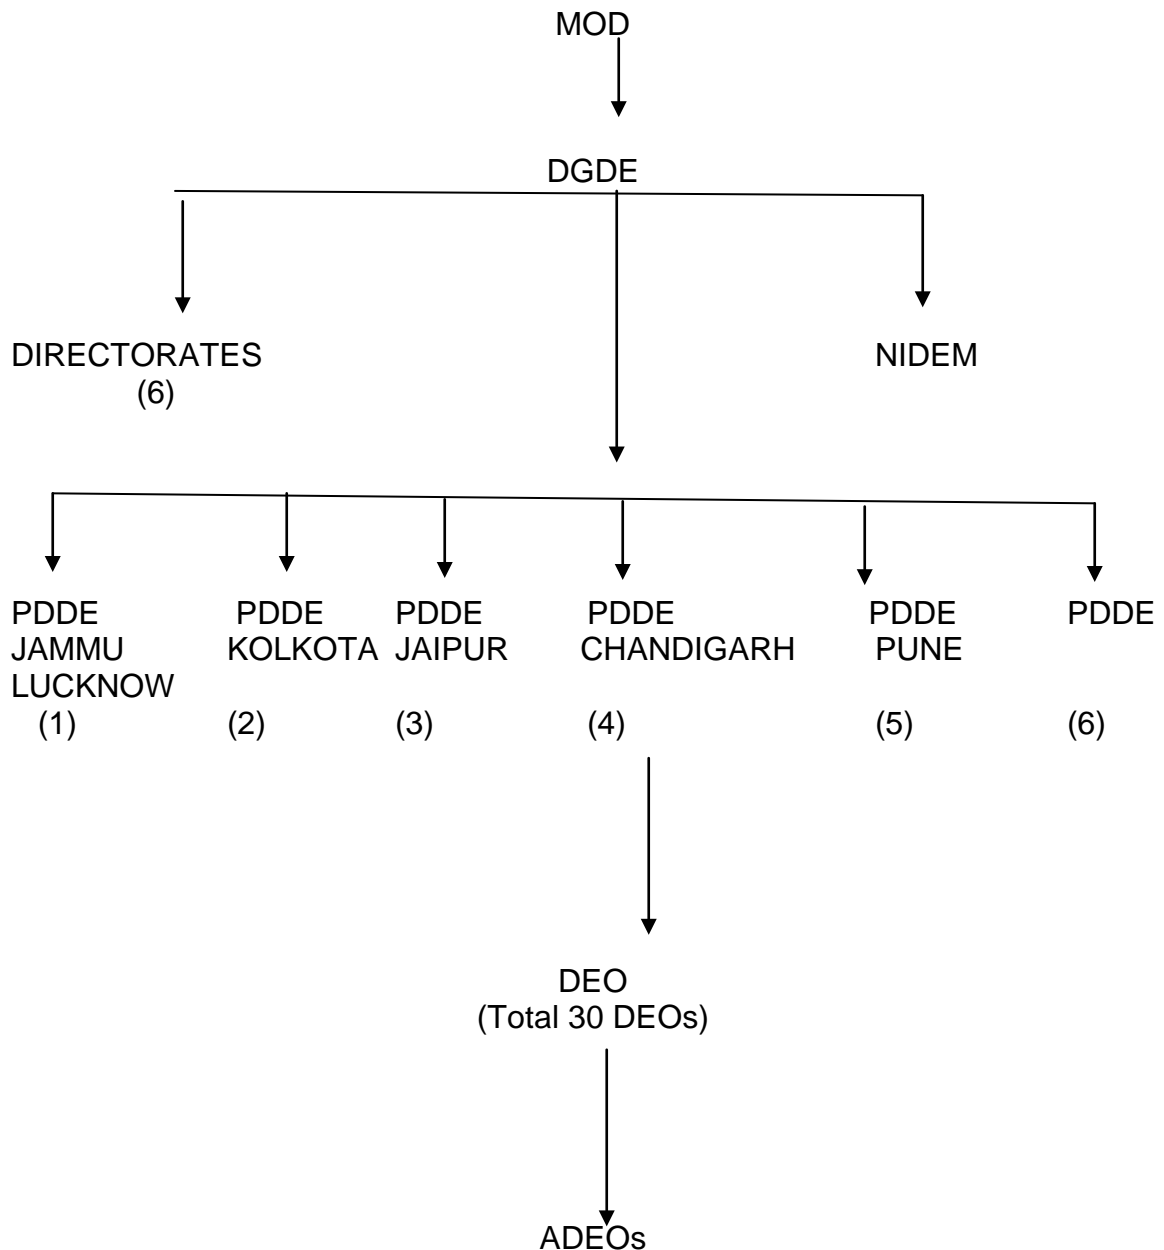 MOD
DGDE
DIRECTORATES NIDEM
(6)
PDDE PDDE PDDE PDDE PDDE PDDE
JAMMU KOLKOTA JAIPUR CHANDIGARH PUNE
LUCKNOW
(1) (2) (3) (4) (5) (6)
DEO
(Total 30 DEOs)
ADEOs